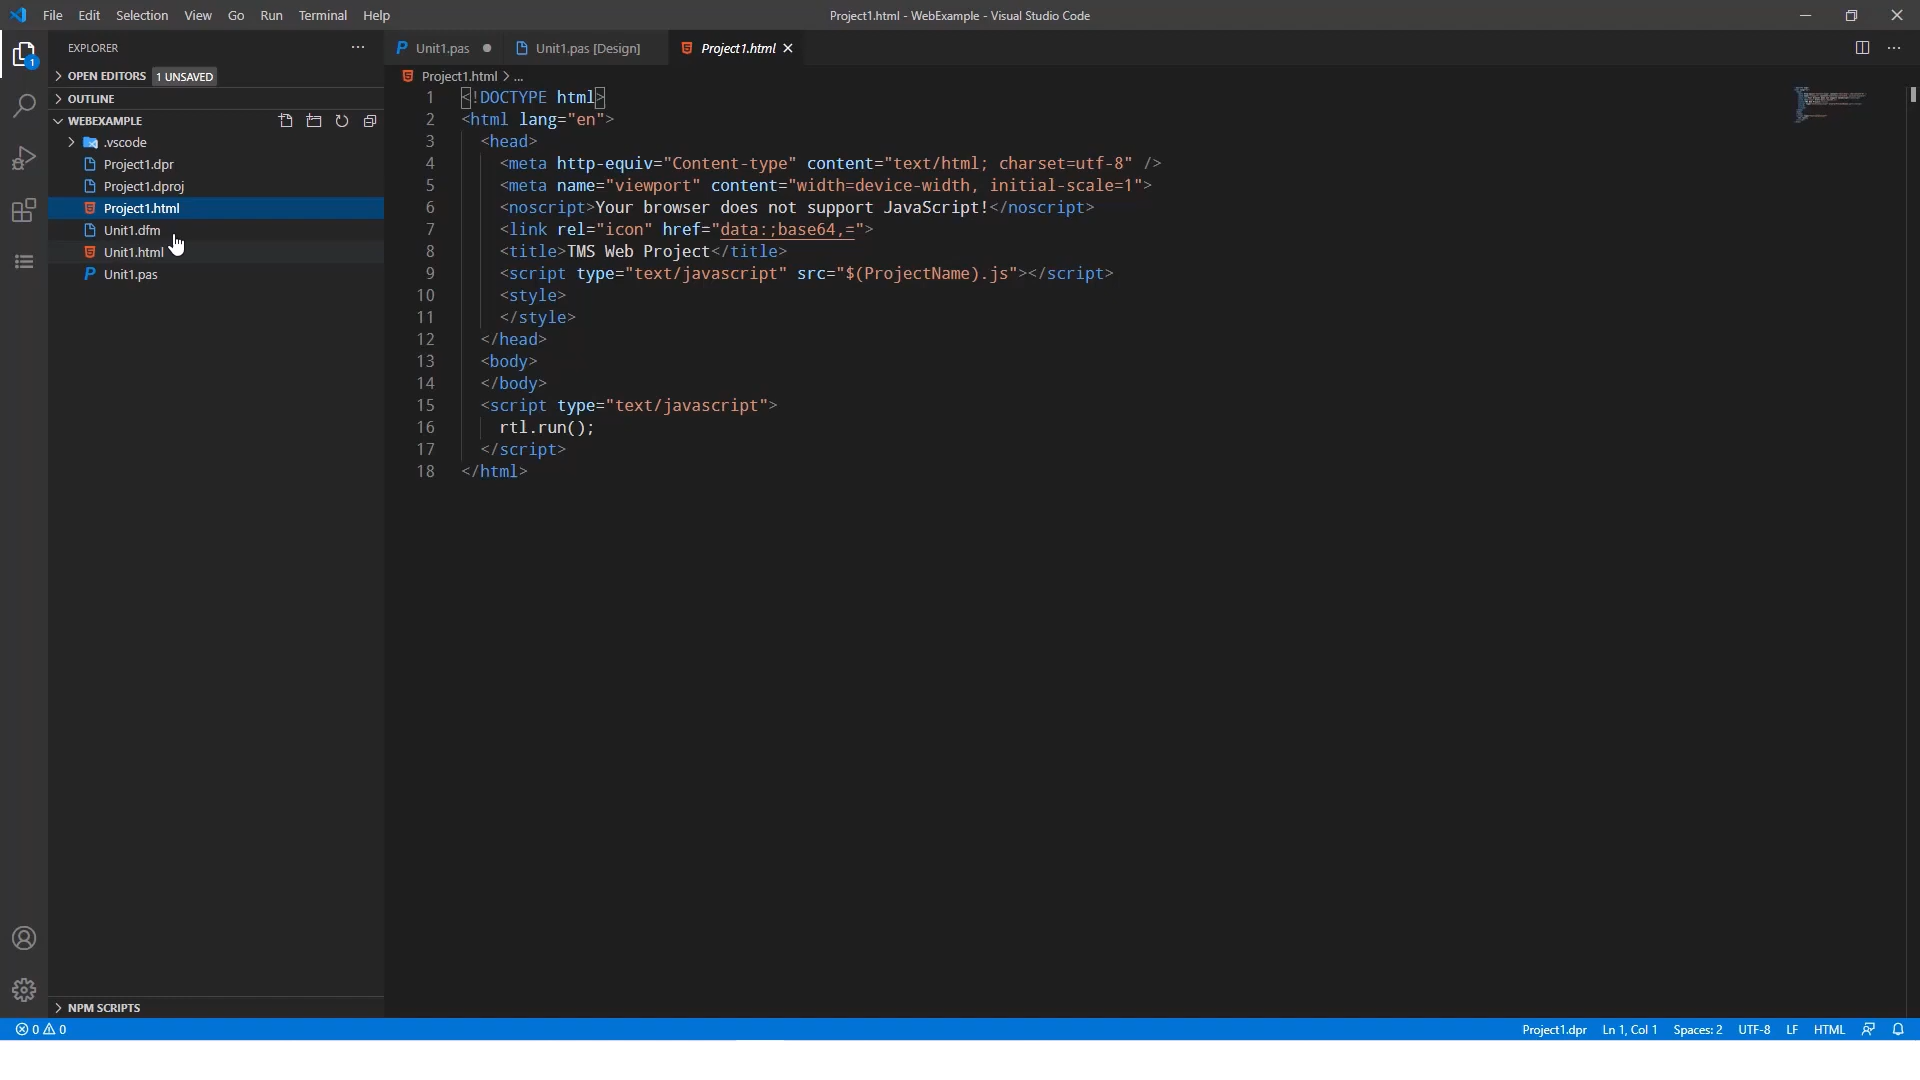 File Edit Selection View Go Run Terminal Help
Project1.html - WebExample - Visual Studio Code
EXPLORER
1
OPEN EDITORS 1 UNSAVED
OUTLINE
WEBEXAMPLE
.vscode
Project1.dpr
Project1.dproj
Project1.html
Unit1.dfm
Unit1.html
Unit1.pas
NPM SCRIPTS
Unit1.pas Unit1.pas [Design] Project1.html
Project1.html > ...
1 <!DOCTYPE html>
2 <html lang="en">
3 <head>
4 <meta http-equiv="Content-type" content="text/html; charset=utf-8" />
5 <meta name="viewport" content="width=device-width, initial-scale=1">
6 <noscript>Your browser does not support JavaScript!</noscript>
7 <link rel="icon" href="data:;base64,=">
8 <title>TMS Web Project</title>
9 <script type="text/javascript" src="$(ProjectName).js"></script>
10 <style>
11 </style>
12 </head>
13 <body>
14 </body>
15 <script type="text/javascript">
16 rtl.run();
17 </script>
18 </html>
0 0
Project1.dpr Ln 1, Col 1 Spaces: 2 UTF-8 LF HTML